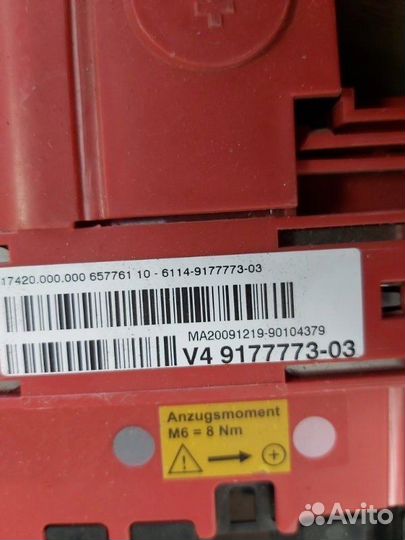 17420.000.000 657761 10 - 6114-9177773-03
MA20091219-90104379
V4 9177773-03
Anzugsmoment
M6 = 8 Nm
Avito